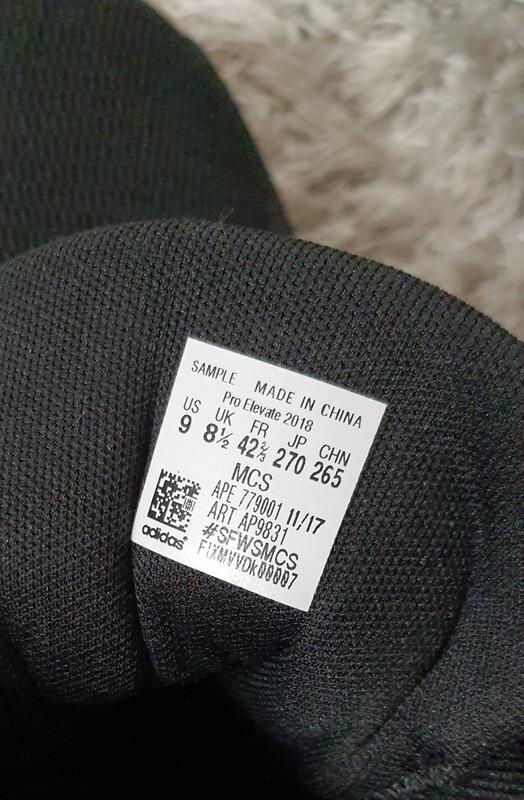 SAMPLE MADE IN CHINA
Pro Elevate 2018
US UK FR JP CHN
9 8½ 42⅔ 270 265
MCS
APE 779001 11/17
ART AP9831
#SFWSMCS
F1XMVVDK00007
adidas